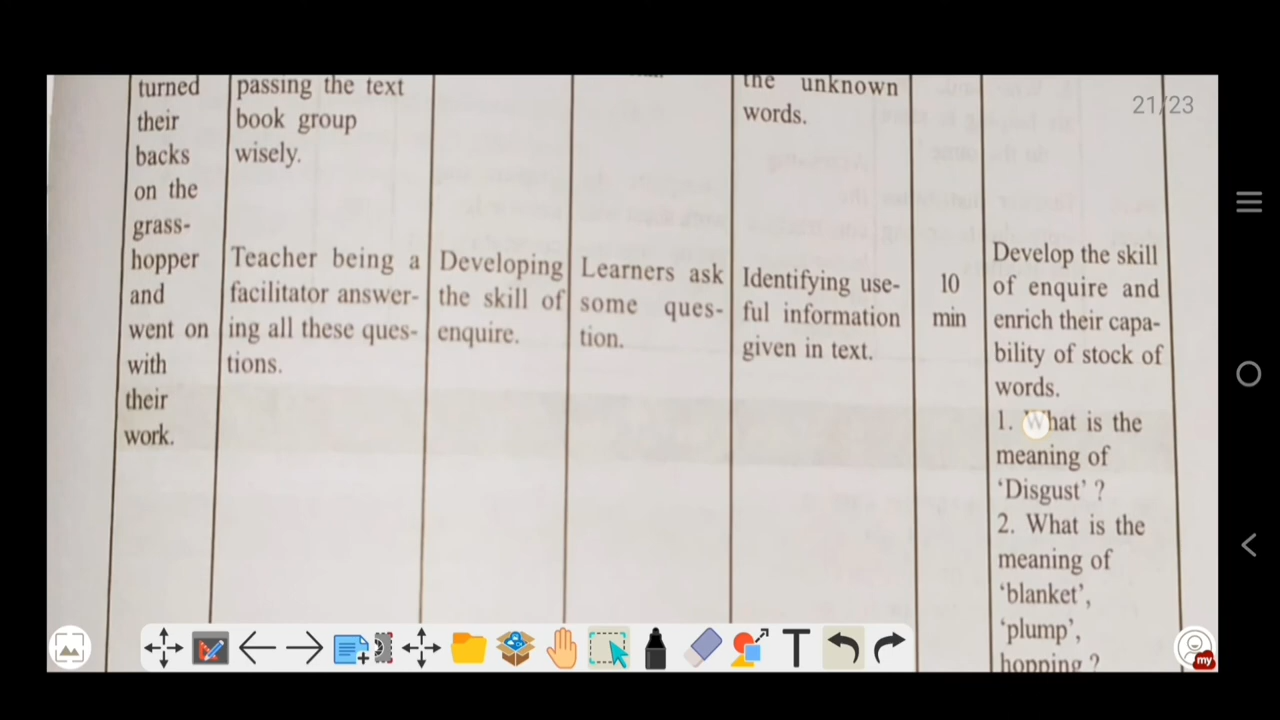 21/23
turned
their
backs
on the
grass-
hopper
and
went on
with
their
work.
passing the text
book group
wisely.
Teacher being a
facilitator answer-
ing all these ques-
tions.
Developing
the skill of
enquire.
Learners ask
some ques-
tion.
the unknown
words.
Identifying use-
ful information
given in text.
10
min
Develop the skill
of enquire and
enrich their capa-
bility of stock of
words.
1. What is the
meaning of
‘Disgust’ ?
2. What is the
meaning of
‘blanket’,
‘plump’,
hopping ?
T
my